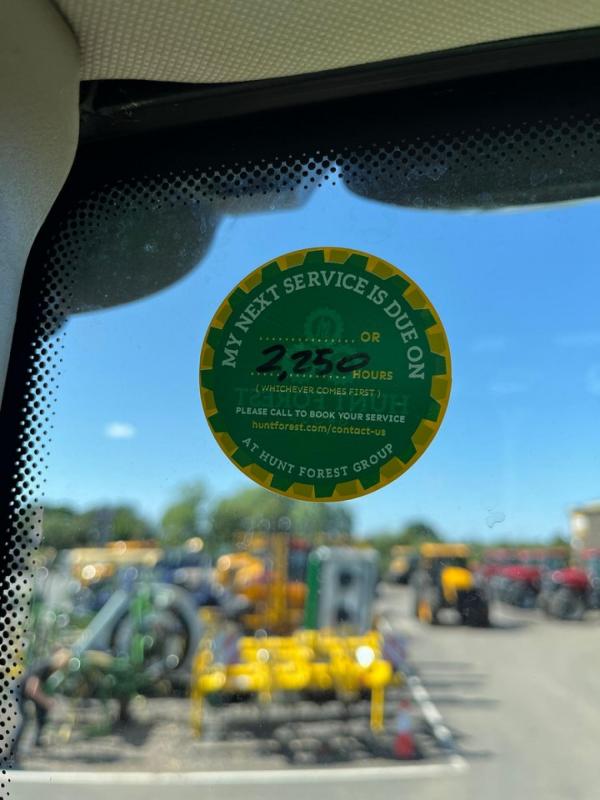 MY NEXT SERVICE IS DUE ON
.................... OR
2,250 HOURS
( WHICHEVER COMES FIRST )
PLEASE CALL TO BOOK YOUR SERVICE
huntforest.com/contact-us
AT HUNT FOREST GROUP